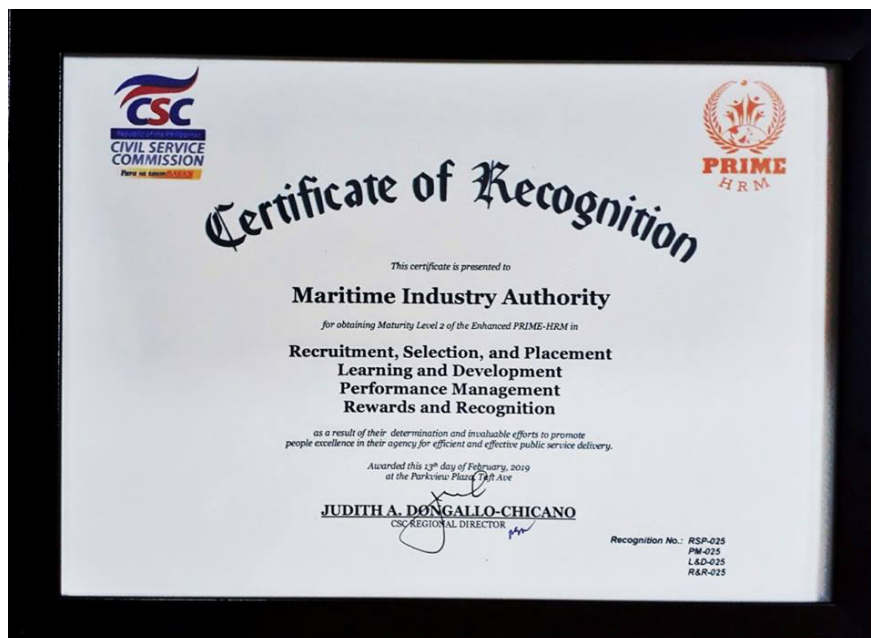 CSC
Republic of the Philippines
CIVIL SERVICE
COMMISSION
Para sa taumBAYAN
PRIME
HRM
Certificate of Recognition
This certificate is presented to
Maritime Industry Authority
for obtaining Maturity Level 2 of the Enhanced PRIME-HRM in
Recruitment, Selection, and Placement
Learning and Development
Performance Management
Rewards and Recognition
as a result of their determination and invaluable efforts to promote
people excellence in their agency for efficient and effective public service delivery.
Awarded this 13th day of February, 2019
at the Parkview Plaza, Taft Ave
JUDITH A. DONGALLO-CHICANO
CSC REGIONAL DIRECTOR
Recognition No.: RSP-025
PM-025
L&D-025
R&R-025